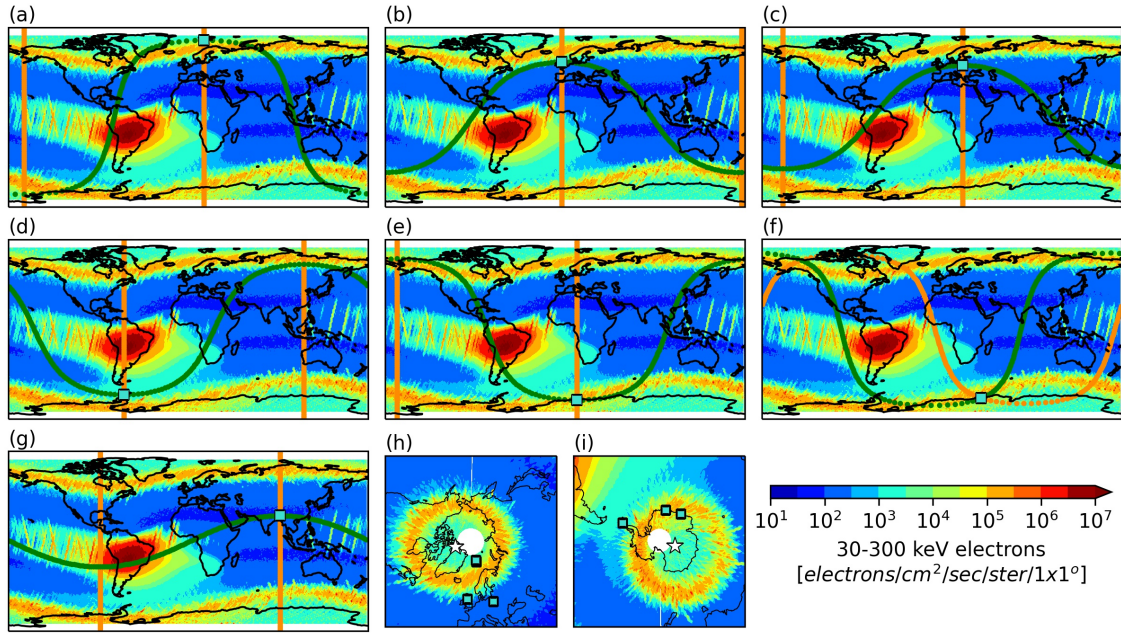 (a)
(b)
(c)
(d)
(e)
(f)
(g)
(h)
(i)
10¹ 10² 10³ 10⁴ 10⁵ 10⁶ 10⁷
30-300 keV electrons
[electrons/cm²/sec/ster/1x1°]